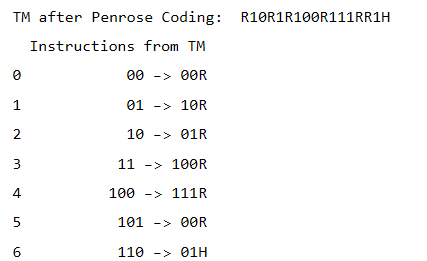 TM after Penrose Coding:  R10R1R100R111RR1H
Instructions from TM
0 00 –> 00R
1 01 –> 10R
2 10 –> 01R
3 11 –> 100R
4 100 –> 111R
5 101 –> 00R
6 110 –> 01H